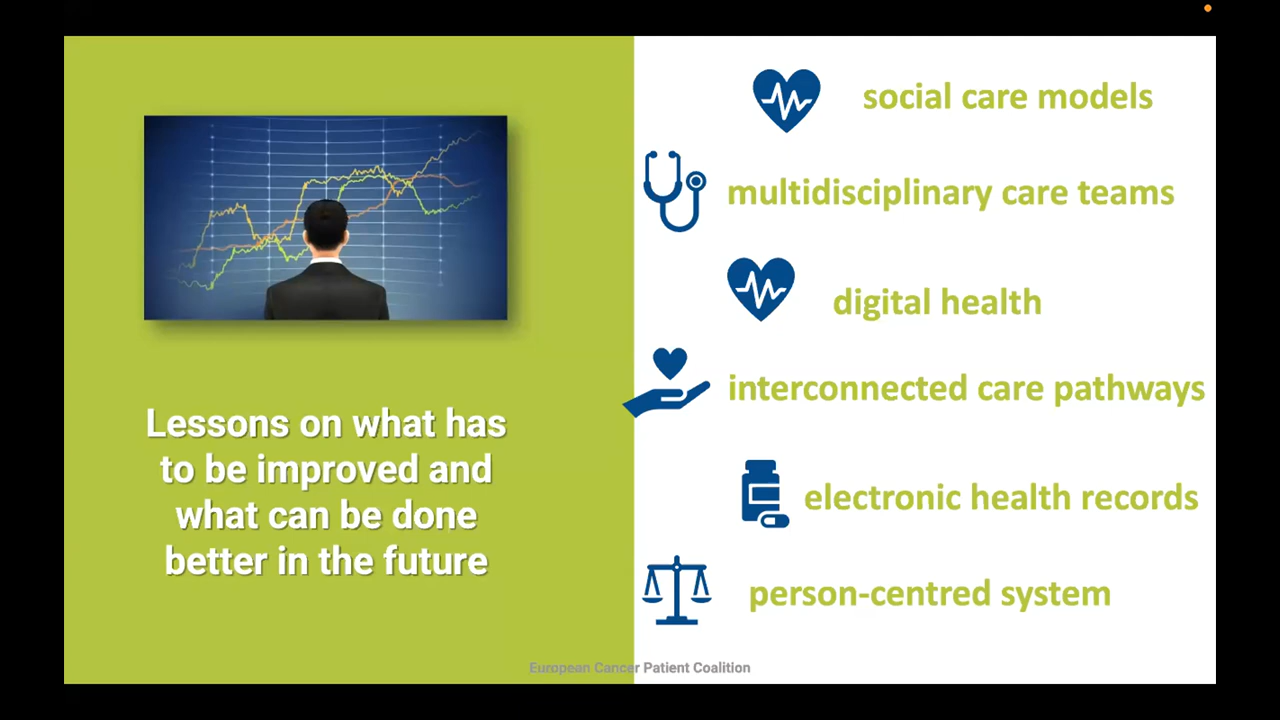 Lessons on what has
to be improved and
what can be done
better in the future
social care models
multidisciplinary care teams
digital health
interconnected care pathways
electronic health records
person-centred system
European Cancer Patient Coalition